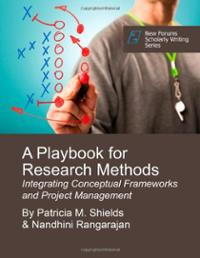 New Forums
Scholarly Writing
Series
A Playbook for
Research Methods
Integrating Conceptual Frameworks
and Project Management
By Patricia M. Shields
& Nandhini Rangarajan